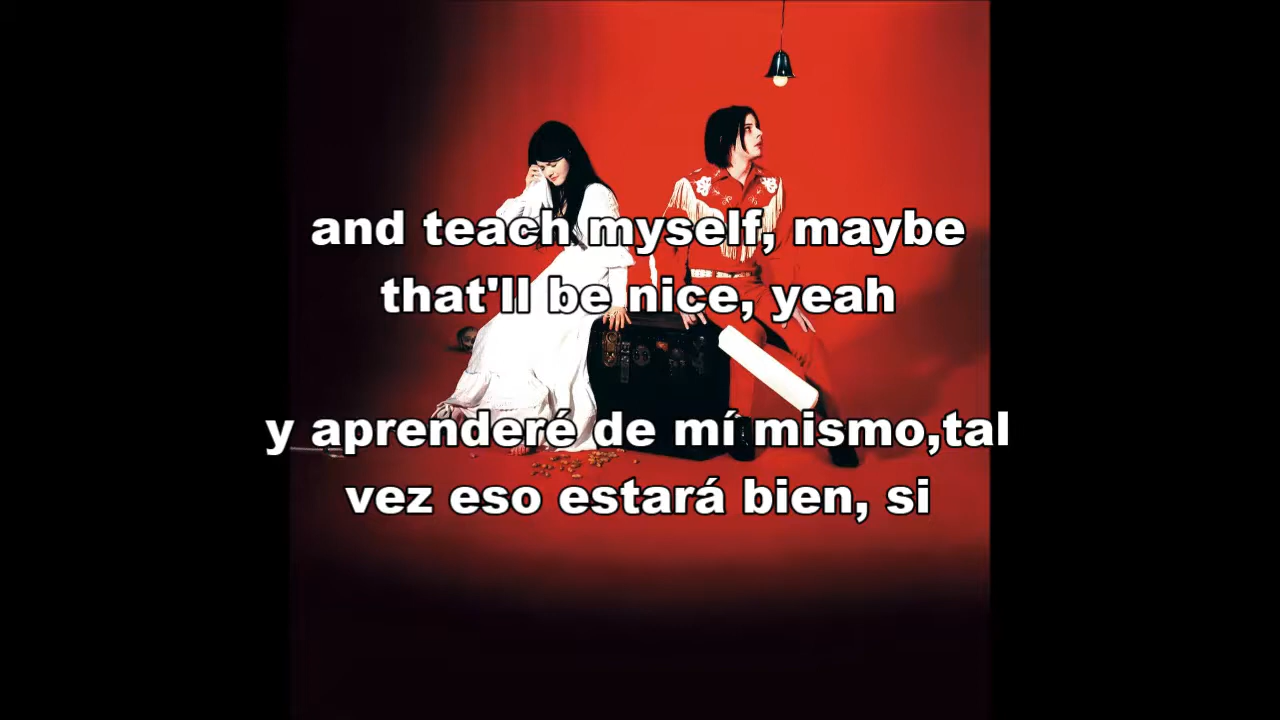 and teach myself, maybe
that'll be nice, yeah
y aprenderé de mí mismo,tal
vez eso estará bien, si